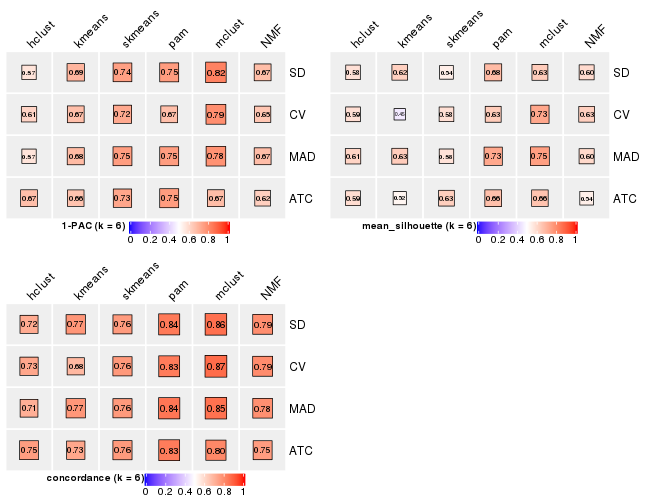 hclust kmeans skmeans pam mclust NMF
0.57 0.69 0.74 0.75 0.82 0.67 SD
0.61 0.67 0.72 0.67 0.79 0.65 CV
0.57 0.68 0.75 0.75 0.78 0.67 MAD
0.67 0.66 0.73 0.75 0.67 0.62 ATC
1-PAC (k = 6)
0 0.2 0.4 0.6 0.8 1
hclust kmeans skmeans pam mclust NMF
0.58 0.62 0.54 0.68 0.63 0.60 SD
0.59 0.45 0.58 0.63 0.73 0.63 CV
0.61 0.63 0.58 0.73 0.75 0.60 MAD
0.59 0.52 0.63 0.66 0.66 0.54 ATC
mean_silhouette (k = 6)
0 0.2 0.4 0.6 0.8 1
hclust kmeans skmeans pam mclust NMF
0.72 0.77 0.76 0.84 0.86 0.79 SD
0.73 0.68 0.76 0.83 0.87 0.79 CV
0.71 0.77 0.76 0.84 0.85 0.78 MAD
0.75 0.73 0.76 0.83 0.80 0.75 ATC
concordance (k = 6)
0 0.2 0.4 0.6 0.8 1